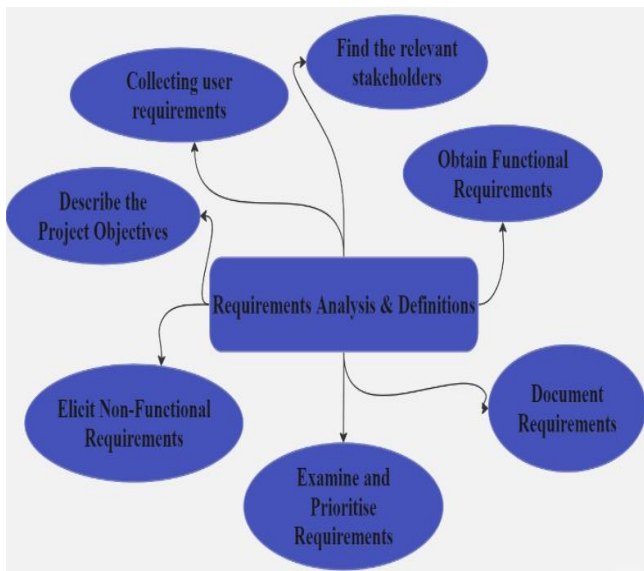 Find the relevant
stakeholders
Collecting user
requirements
Obtain Functional
Requirements
Describe the
Project Objectives
Requirements Analysis & Definitions
Elicit Non-Functional
Requirements
Document
Requirements
Examine and
Prioritise
Requirements